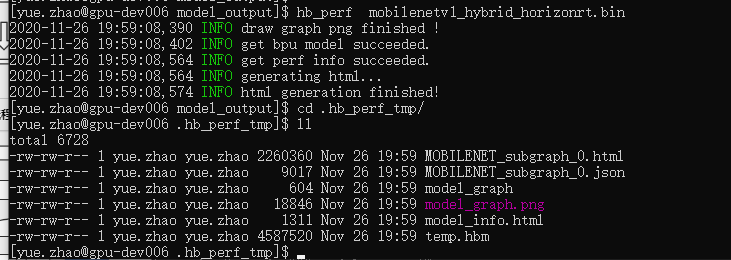 [yue.zhao@gpu-dev006 model_output]$ hb_perf  mobilenetv1_hybrid_horizonrt.bin
2020-11-26 19:59:08,390 INFO draw graph png finished !
2020-11-26 19:59:08,402 INFO get bpu model succeeded.
2020-11-26 19:59:08,564 INFO get perf info succeeded.
2020-11-26 19:59:08,564 INFO generating html...
2020-11-26 19:59:08,574 INFO html generation finished!
[yue.zhao@gpu-dev006 model_output]$ cd .hb_perf_tmp/
[yue.zhao@gpu-dev006 .hb_perf_tmp]$ ll
total 6728
-rw-rw-r-- 1 yue.zhao yue.zhao 2260360 Nov 26 19:59 MOBILENET_subgraph_0.html
-rw-rw-r-- 1 yue.zhao yue.zhao    9017 Nov 26 19:59 MOBILENET_subgraph_0.json
-rw-rw-r-- 1 yue.zhao yue.zhao     604 Nov 26 19:59 model_graph
-rw-rw-r-- 1 yue.zhao yue.zhao   18846 Nov 26 19:59 model_graph.png
-rw-rw-r-- 1 yue.zhao yue.zhao    1311 Nov 26 19:59 model_info.html
-rw-rw-r-- 1 yue.zhao yue.zhao 4587520 Nov 26 19:59 temp.hbm
[yue.zhao@gpu-dev006 .hb_perf_tmp]$
程